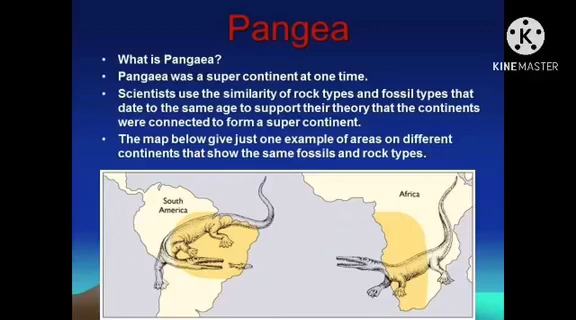 Pangea
KINEMASTER
• What is Pangaea?
• Pangaea was a super continent at one time.
• Scientists use the similarity of rock types and fossil types that
date to the same age to support their theory that the continents
were connected to form a super continent.
• The map below give just one example of areas on different
continents that show the same fossils and rock types.
South
America
Africa